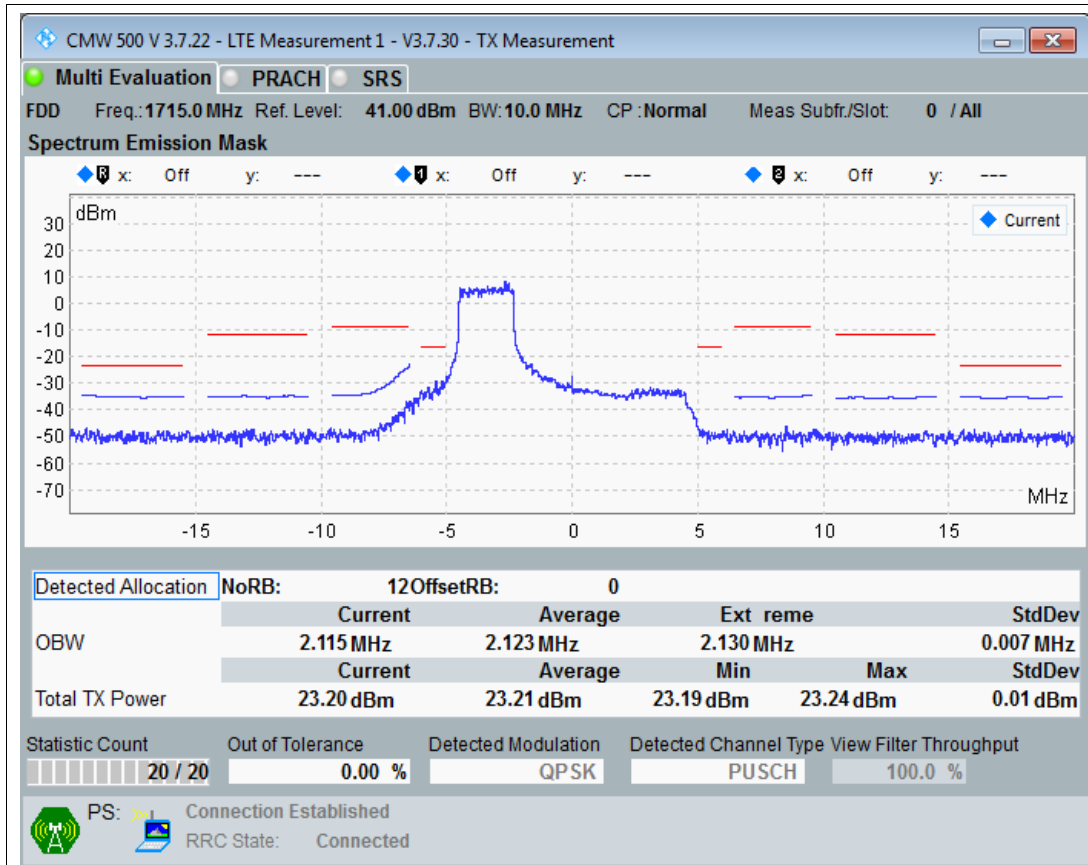 CMW 500 V 3.7.22 - LTE Measurement 1 - V3.7.30 - TX Measurement
Multi Evaluation PRACH SRS
FDD Freq.: 1715.0 MHz Ref. Level: 41.00 dBm BW: 10.0 MHz CP : Normal Meas Subfr./Slot: 0 / All
Spectrum Emission Mask
R x: Off y: --- 1 x: Off y: --- 2 x: Off y: ---
dBm
Current
30
20
10
0
-10
-20
-30
-40
-50
-60
-70
MHz
-15 -10 -5 0 5 10 15
Detected Allocation NoRB: 12 OffsetRB: 0
Current Average Ext reme StdDev
OBW 2.115 MHz 2.123 MHz 2.130 MHz 0.007 MHz
Current Average Min Max StdDev
Total TX Power 23.20 dBm 23.21 dBm 23.19 dBm 23.24 dBm 0.01 dBm
Statistic Count Out of Tolerance Detected Modulation Detected Channel Type View Filter Throughput
20 / 20 0.00 % QPSK PUSCH 100.0 %
PS: Connection Established
RRC State: Connected